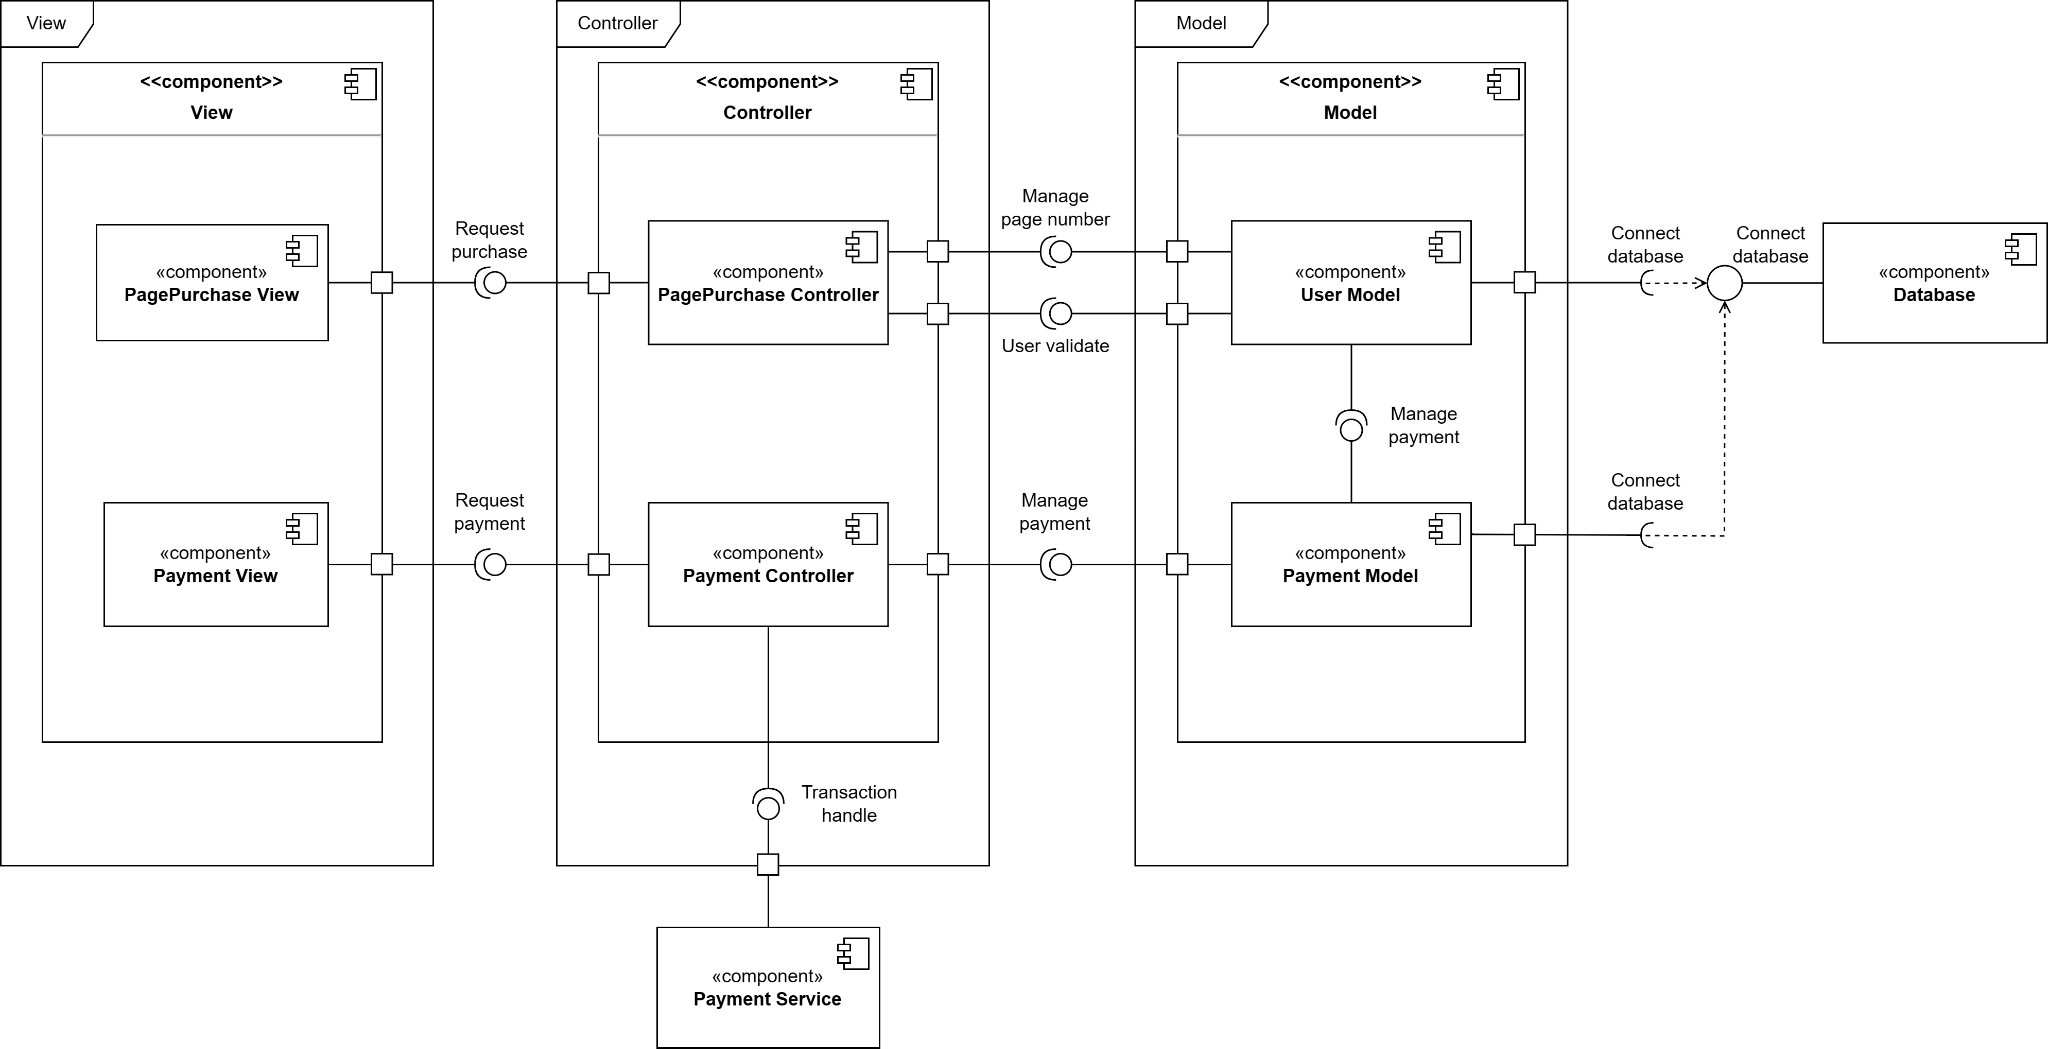 View
<<component>>
View
«component»
PagePurchase View
«component»
Payment View
Request
purchase
Request
payment
Controller
<<component>>
Controller
«component»
PagePurchase Controller
«component»
Payment Controller
Transaction
handle
«component»
Payment Service
Manage
page number
User validate
Manage
payment
Model
<<component>>
Model
«component»
User Model
Manage
payment
«component»
Payment Model
Connect
database
Connect
database
Connect
database
«component»
Database